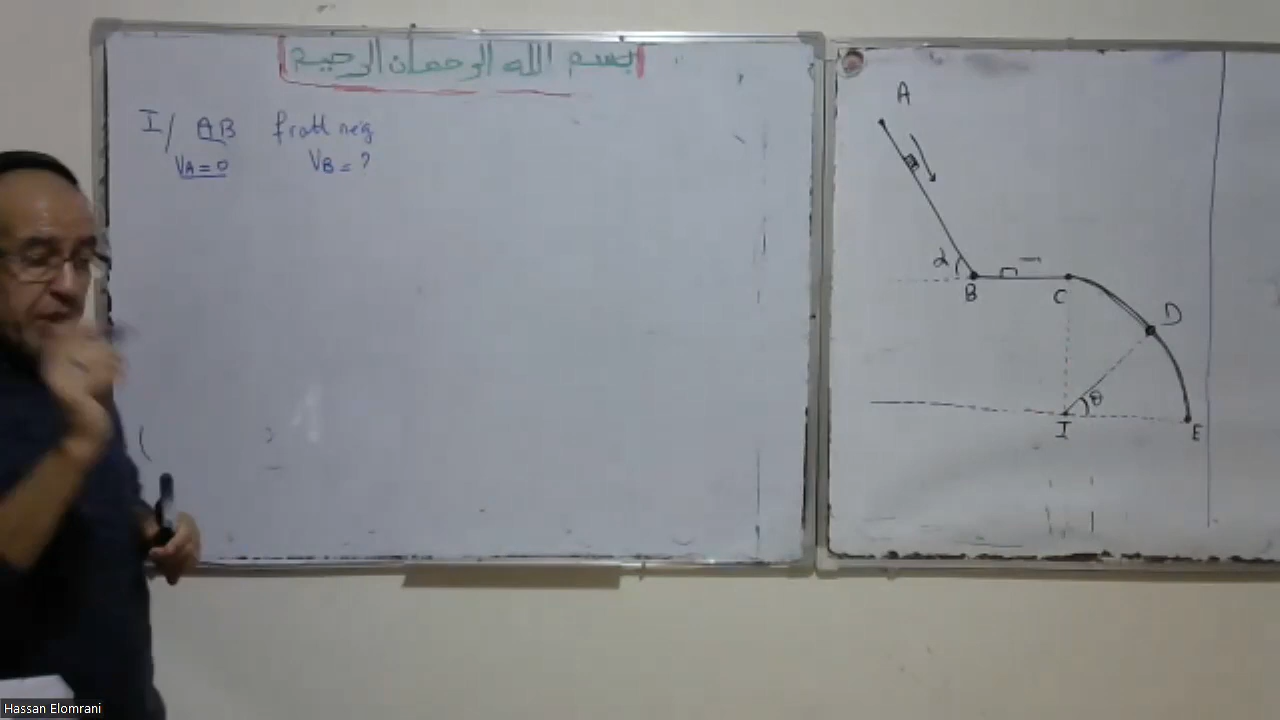 بسم الله الرحمان الرحيم
I/ AB frott neg
VA = 0 VB = ?
A
α
B
C
D
θ
I
E
Hassan Elomrani